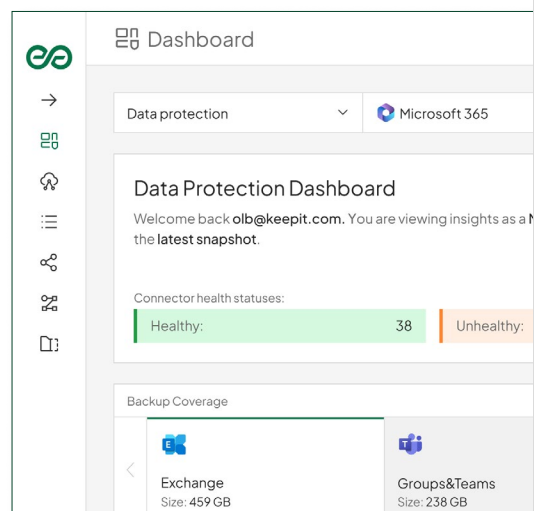 Dashboard
Data protection
Microsoft 365
Data Protection Dashboard
Welcome back olb@keepit.com. You are viewing insights as a
the latest snapshot.
Connector health statuses:
Healthy: 38
Unhealthy:
Backup Coverage
Exchange
Size: 459 GB
Groups&Teams
Size: 238 GB